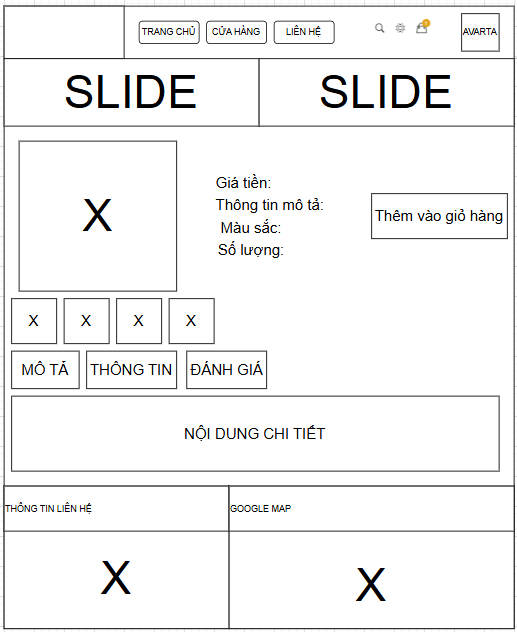 TRANG CHỦ
CỬA HÀNG
LIÊN HỆ
AVARTA
SLIDE
SLIDE
X
Giá tiền:
Thông tin mô tả:
Màu sắc:
Số lượng:
Thêm vào giỏ hàng
X
X
X
X
MÔ TẢ
THÔNG TIN
ĐÁNH GIÁ
NỘI DUNG CHI TIẾT
THÔNG TIN LIÊN HỆ
GOOGLE MAP
X
X